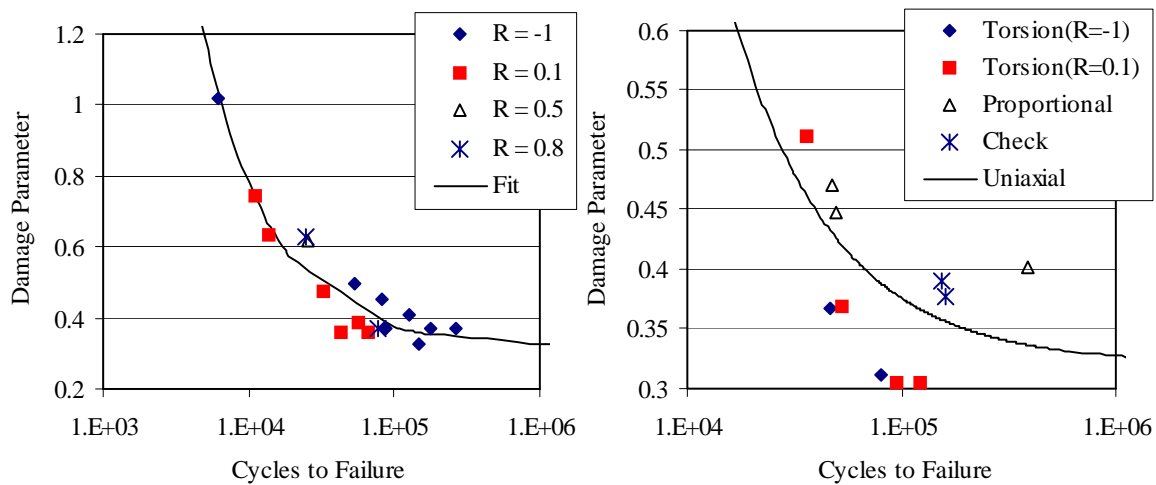 1.2
1
0.8
0.6
0.4
0.2
Damage Parameter
1.E+03
1.E+04
1.E+05
1.E+06
Cycles to Failure
R = -1
R = 0.1
R = 0.5
R = 0.8
Fit
0.6
0.55
0.5
0.45
0.4
0.35
0.3
Damage Parameter
1.E+04
1.E+05
1.E+06
Cycles to Failure
Torsion(R=-1)
Torsion(R=0.1)
Proportional
Check
Uniaxial